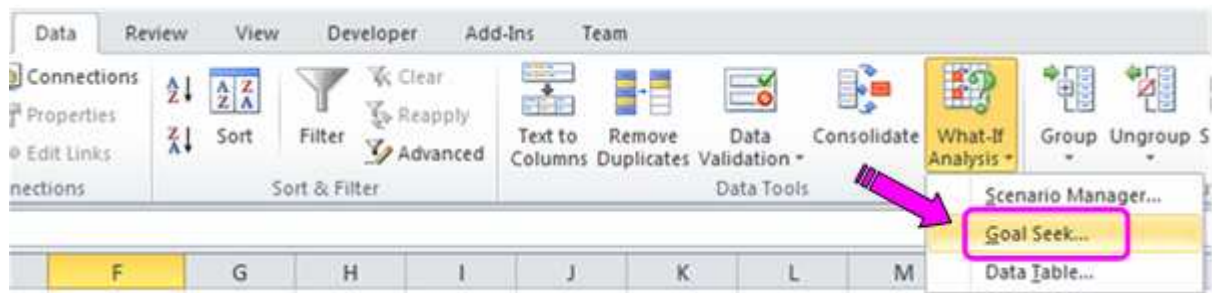 Data Review View Developer Add-Ins Team
Connections
Properties
Edit Links
nections
A Z
Z A
A Z
Z A
Sort
Filter
Clear
Reapply
Advanced
Sort & Filter
Text to
Columns
Remove
Duplicates
Data
Validation
Consolidate
What-If
Analysis
Data Tools
Group
Ungroup
S
Scenario Manager...
Goal Seek...
Data Table...
F G H I J K L M